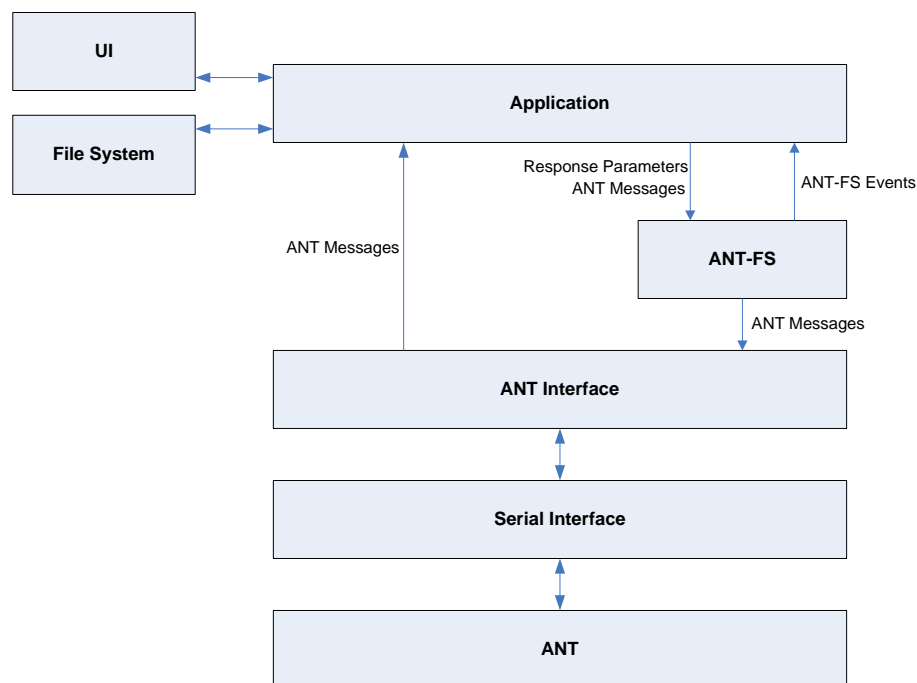 UI
Application
File System
Response Parameters
ANT Messages
ANT-FS Events
ANT Messages
ANT-FS
ANT Messages
ANT Interface
Serial Interface
ANT